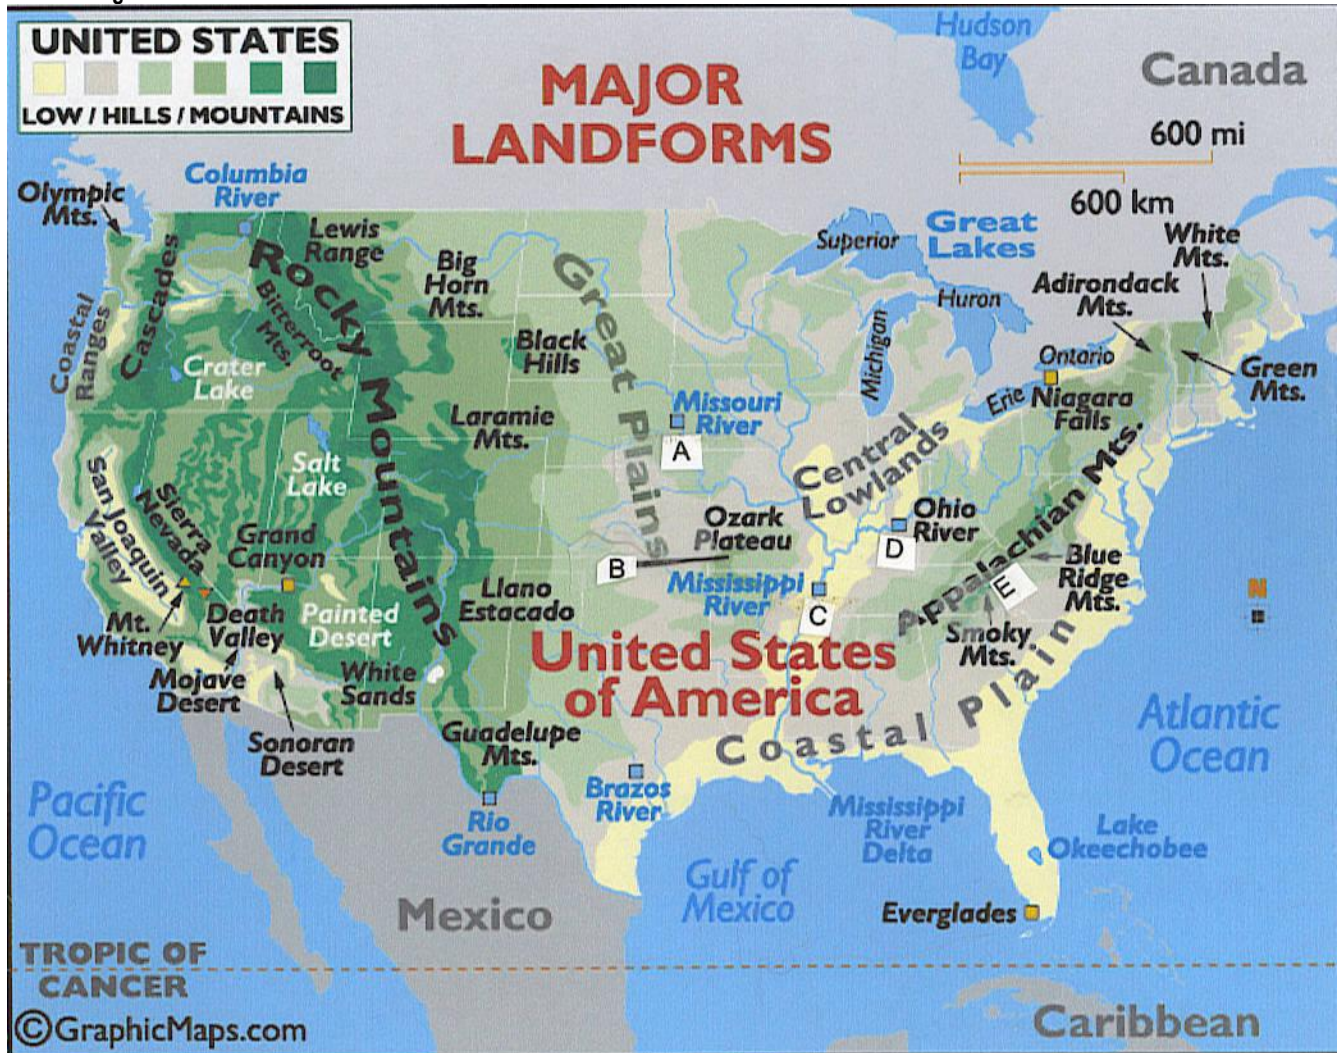 UNITED STATES
LOW / HILLS / MOUNTAINS
MAJOR
LANDFORMS
Hudson
Bay
Canada
600 mi
600 km
Columbia
River
Olympic
Mts.
Lewis
Range
Cascades
Rocky Mountains
Big
Horn
Mts.
Great Plains
Superior
Great
Lakes
White
Mts.
Adirondack
Mts.
Huron
Coastal
Ranges
Bitterroot
Mts.
Black
Hills
Michigan
Ontario
Green
Mts.
Crater
Lake
Erie
Niagara
Falls
Laramie
Mts.
Missouri
River
A
Central
Lowlands
Appalachian Mts.
San Joaquin
Valley
Sierra
Nevada
Salt
Lake
Grand
Canyon
Ozark
Plateau
Ohio
River
D
B
Blue
Ridge
Mts.
Mississippi
River
C
E
Llano
Estacado
Mt.
Whitney
Death
Valley
Painted
Desert
Smoky
Mts.
N
United States
of America
Mojave
Desert
White
Sands
Coastal Plain
Sonoran
Desert
Guadelupe
Mts.
Atlantic
Ocean
Pacific
Ocean
Rio
Grande
Brazos
River
Mississippi
River
Delta
Lake
Okeechobee
Gulf of
Mexico
Mexico
Everglades
TROPIC OF
CANCER
©GraphicMaps.com
Caribbean